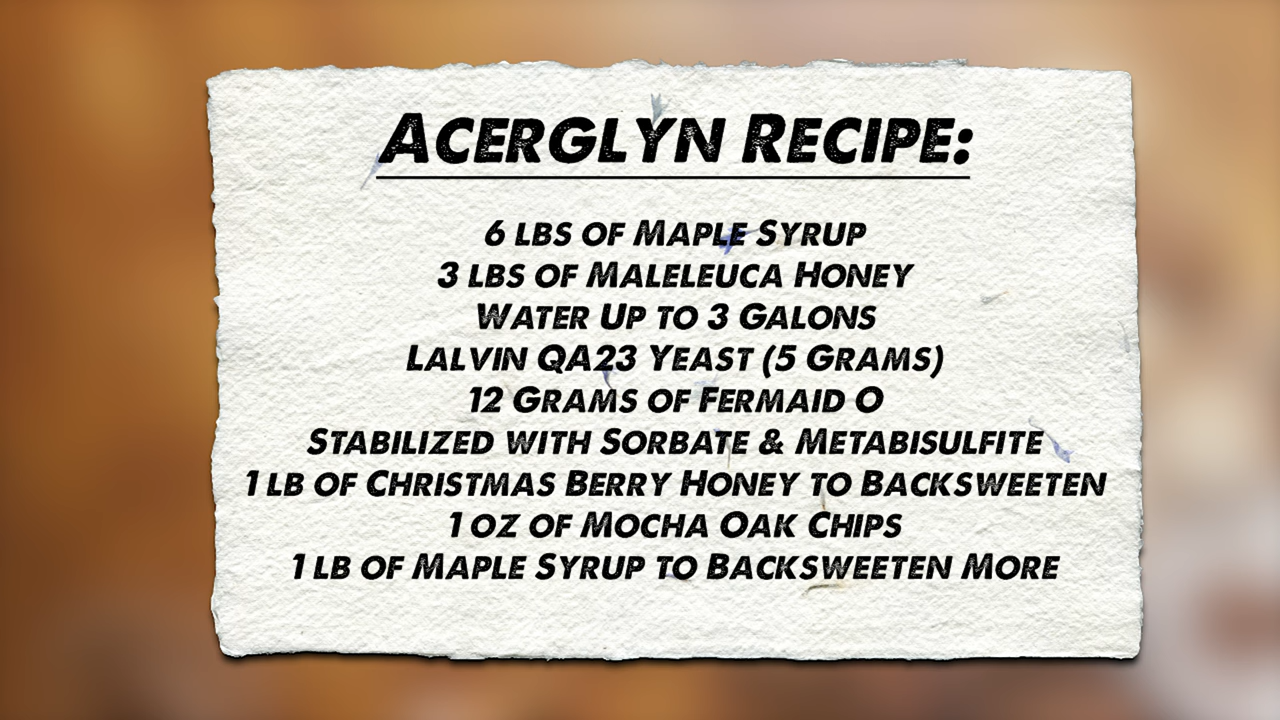 Acerglyn Recipe:
6 lbs of Maple Syrup
3 lbs of Maleleuca Honey
Water Up to 3 Galons
Lalvin QA23 Yeast (5 Grams)
12 Grams of Fermaid O
Stabilized with Sorbate & Metabisulfite
1 lb of Christmas Berry Honey to Backsweeten
1 oz of Mocha Oak Chips
1 lb of Maple Syrup to Backsweeten More